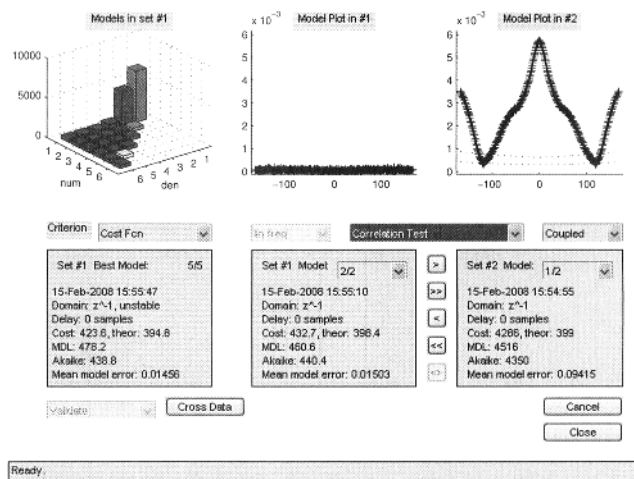 Models in set #1
Model Plot in #1
Model Plot in #2
10000
5000
0
1 2 3 4 5 6
num
6 5 4 3 2 1
den
x 10^-3
6
5
4
3
2
1
0
-100 0 100
x 10^-3
6
5
4
3
2
1
0
-100 0 100
Criterion Cost Fcn
In freq Correlation Test Coupled
Set #1 Best Model: 5/5
15-Feb-2008 15:55:47
Domain: z^-1, unstable
Delay: 0 samples
Cost: 423.6, theor: 394.8
MDL: 478.2
Akaike: 438.8
Mean model error: 0.01456
Set #1 Model: 2/2
15-Feb-2008 15:55:10
Domain: z^-1
Delay: 0 samples
Cost: 432.7, theor: 398.4
MDL: 460.6
Akaike: 440.4
Mean model error: 0.01503
>
>>
<
<<
<>
Set #2 Model: 1/2
15-Feb-2008 15:54:55
Domain: z^-1
Delay: 0 samples
Cost: 4286, theor: 399
MDL: 4516
Akaike: 4350
Mean model error: 0.09415
Validate Cross Data
Cancel
Close
Ready.